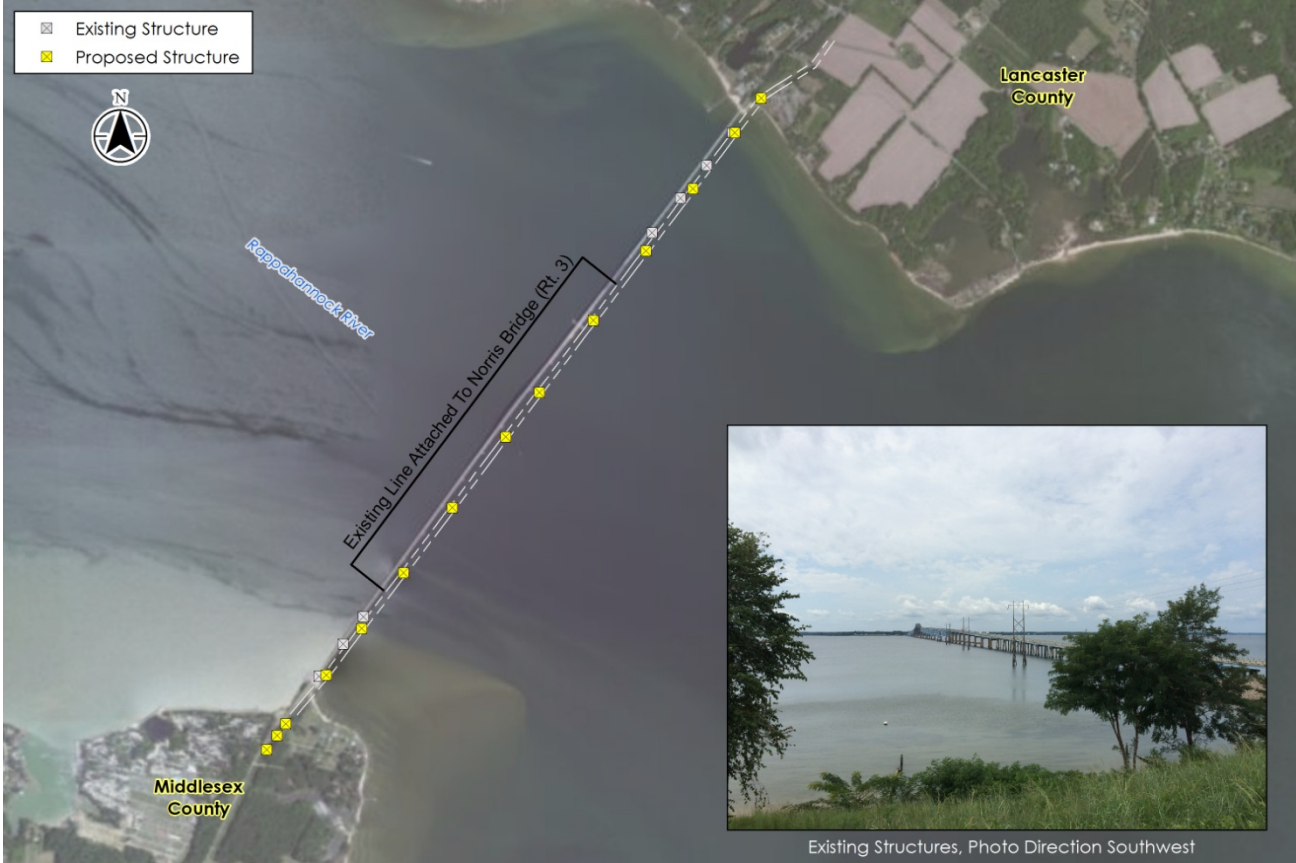 Existing Structure
Proposed Structure
N
Lancaster
County
Rappahannock River
Existing Line Attached To Norris Bridge (Rt. 3)
Middlesex
County
Existing Structures, Photo Direction Southwest